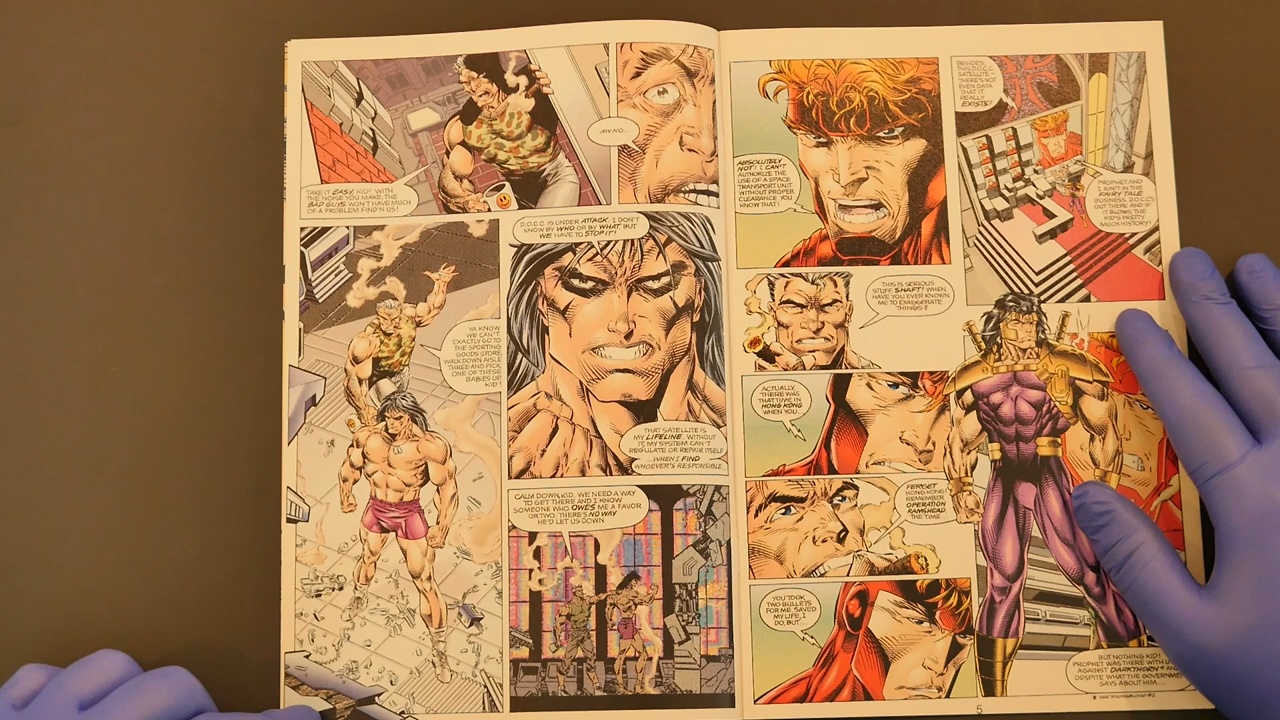 TAKE IT EASY, KID! WITH
THE NOISE YOU MAKE, THE
BAD GUYS WON'T HAVE MUCH
OF A PROBLEM FIND'N US!
AW NO...
YA KNOW
WE CAN'T
EXACTLY GO TO
THE SPORTING
GOODS STORE,
WALK DOWN AISLE
THREE AND PICK
ONE OF THESE
BABIES UP,
KID!
D.O.C.C. IS UNDER ATTACK. I DON'T
KNOW BY WHO OR BY WHAT, BUT
WE HAVE TO STOP IT!
THAT SATELLITE IS
MY LIFELINE. WITHOUT
IT, MY SYSTEM CAN'T
REGULATE OR REPAIR ITSELF.
WHEN I FIND
WHOEVER'S RESPONSIBLE...
CALM DOWN, KID. WE NEED A WAY
TO GET THERE AND I KNOW
SOMEONE WHO OWES ME A FAVOR
OR TWO. THERE'S NO WAY
HE'D LET US DOWN
ABSOLUTELY
NOT! I CAN'T
AUTHORIZE THE
USE OF A SPACE
TRANSPORT UNIT
WITHOUT PROPER
CLEARANCE, YOU
KNOW THAT!
BESIDES,
THIS D.O.C.C.
SATELLITE--
THERE'S NOT
EVEN DATA
THAT IT
REALLY
EXISTS!
PROPHET AND
I AIN'T IN THE
FAIRY TALE
BUSINESS. D.O.C.C.'S
OUT THERE AND IF
IT BLOWS, THE
KID'S PRETTY
MUCH HISTORY!
THIS IS SERIOUS
STUFF, SHAFT! WHEN
HAVE YOU EVER KNOWN
ME TO EXAGGERATE
THINGS?
ACTUALLY,
THERE WAS
THAT TIME IN
HONG KONG
WHEN YOU...
FERGET
HONG KONG!
REMEMBER
OPERATION
RAMSHEAD.
THE TIME...
YOU TOOK
TWO BULLETS
FOR ME, SAVED
MY LIFE, I
DO, BUT...
BUT NOTHING KID!
PROPHET WAS THERE WITH
AGAINST DARKTHORN*
DESPITE WHAT THE
SAYS ABOUT HIM...
5